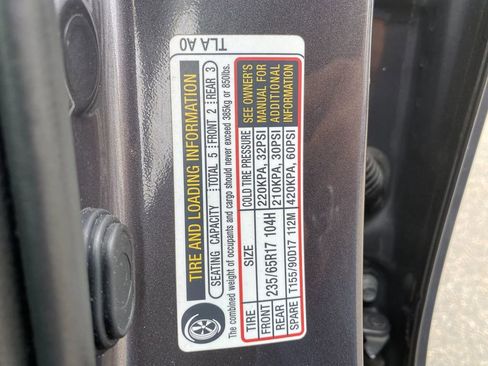 TLA A0
TIRE AND LOADING INFORMATION
SEATING CAPACITY TOTAL 5 FRONT 2 REAR 3
The combined weight of occupants and cargo should never exceed 385kg or 850lbs.
TIRE SIZE COLD TIRE PRESSURE
FRONT 235/65R17 104H 220KPA, 32PSI
REAR 210KPA, 30PSI
SPARE T155/90D17 112M 420KPA, 60PSI
SEE OWNER'S
MANUAL FOR
ADDITIONAL
INFORMATION